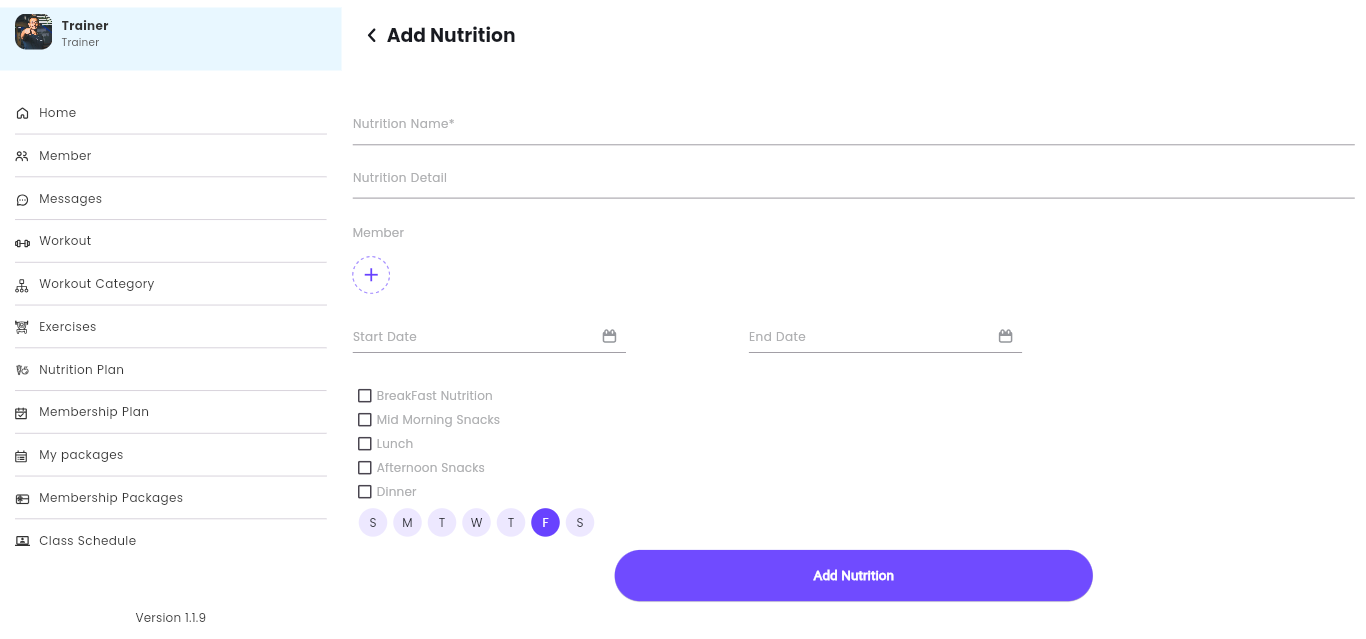 Trainer
Trainer
Home
Member
Messages
Workout
Workout Category
Exercises
Nutrition Plan
Membership Plan
My packages
Membership Packages
Class Schedule
Version 1.1.9
Add Nutrition
Nutrition Name*
Nutrition Detail
Member
Start Date
End Date
BreakFast Nutrition
Mid Morning Snacks
Lunch
Afternoon Snacks
Dinner
S M T W T F S
Add Nutrition